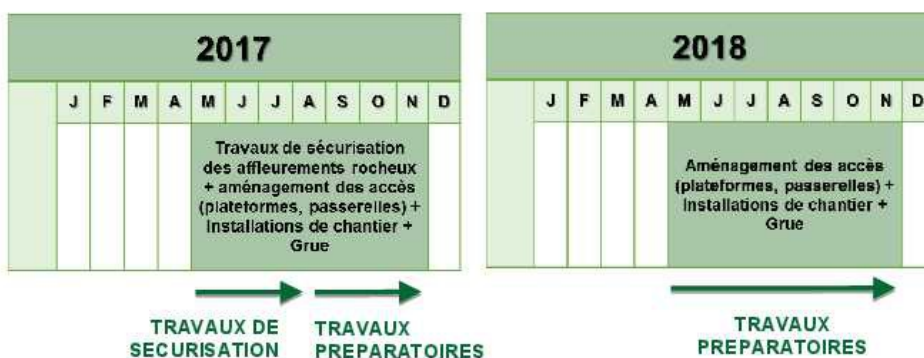 2017
J F M A M J J A S O N D
Travaux de sécurisation
des affleurements rocheux
+ aménagement des accès
(plateformes, passerelles) +
Installations de chantier +
Grue
TRAVAUX DE
SECURISATION
TRAVAUX
PREPARATOIRES
2018
J F M A M J J A S O N D
Aménagement des accès
(plateformes, passerelles) +
Installations de chantier +
Grue
TRAVAUX
PREPARATOIRES